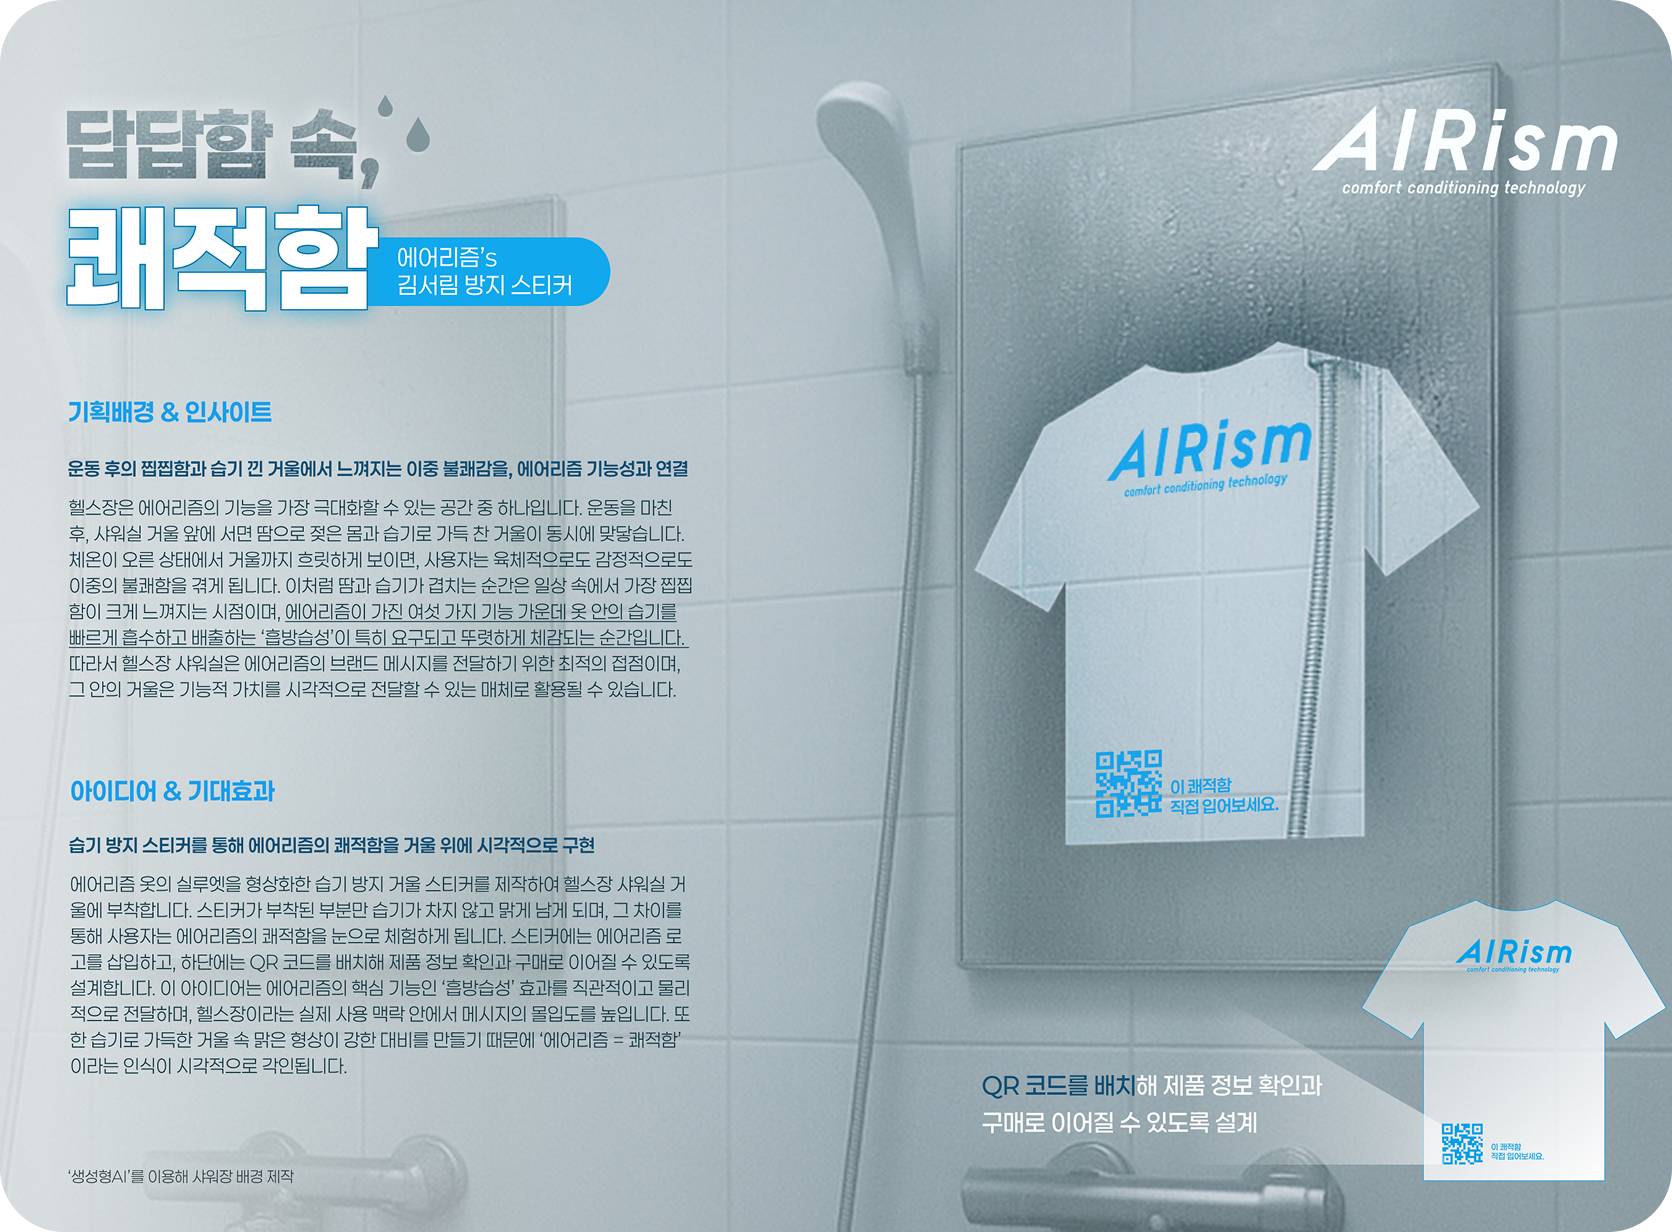 답답함 속,
쾌적함
에어리즘's
김서림 방지 스티커
기획배경 & 인사이트
운동 후의 찝찝함과 습기 낀 거울에서 느껴지는 이중 불쾌감을, 에어리즘 기능성과 연결
헬스장은 에어리즘의 기능을 가장 극대화할 수 있는 공간 중 하나입니다. 운동을 마친
후, 샤워실 거울 앞에 서면 땀으로 젖은 몸과 습기로 가득 찬 거울이 동시에 맞닿습니다.
체온이 오른 상태에서 거울까지 흐릿하게 보이면, 사용자는 육체적으로도 감정적으로도
이중의 불쾌함을 겪게 됩니다. 이처럼 땀과 습기가 겹치는 순간은 일상 속에서 가장 찝찝
함이 크게 느껴지는 시점이며, 에어리즘이 가진 여섯 가지 기능 가운데 옷 안의 습기를
빠르게 흡수하고 배출하는 ‘흡방습성’이 특히 요구되고 뚜렷하게 체감되는 순간입니다.
따라서 헬스장 샤워실은 에어리즘의 브랜드 메시지를 전달하기 위한 최적의 접점이며,
그 안의 거울은 기능적 가치를 시각적으로 전달할 수 있는 매체로 활용될 수 있습니다.
아이디어 & 기대효과
습기 방지 스티커를 통해 에어리즘의 쾌적함을 거울 위에 시각적으로 구현
에어리즘 옷의 실루엣을 형상화한 습기 방지 거울 스티커를 제작하여 헬스장 샤워실 거
울에 부착합니다. 스티커가 부착된 부분만 습기가 차지 않고 맑게 남게 되며, 그 차이를
통해 사용자는 에어리즘의 쾌적함을 눈으로 체험하게 됩니다. 스티커에는 에어리즘 로
고를 삽입하고, 하단에는 QR 코드를 배치해 제품 정보 확인과 구매로 이어질 수 있도록
설계합니다. 이 아이디어는 에어리즘의 핵심 기능인 ‘흡방습성’ 효과를 직관적이고 물리
적으로 전달하며, 헬스장이라는 실제 사용 맥락 안에서 메시지의 몰입도를 높입니다. 또
한 습기로 가득한 거울 속 맑은 형상이 강한 대비를 만들기 때문에 ‘에어리즘 = 쾌적함’
이라는 인식이 시각적으로 각인됩니다.
‘생성형AI’를 이용해 샤워장 배경 제작
AIRism
comfort conditioning technology
AIRism
comfort conditioning technology
이 쾌적함
직접 입어보세요.
QR 코드를 배치해 제품 정보 확인과
구매로 이어질 수 있도록 설계
AIRism
comfort conditioning technology
이 쾌적함
직접 입어보세요.